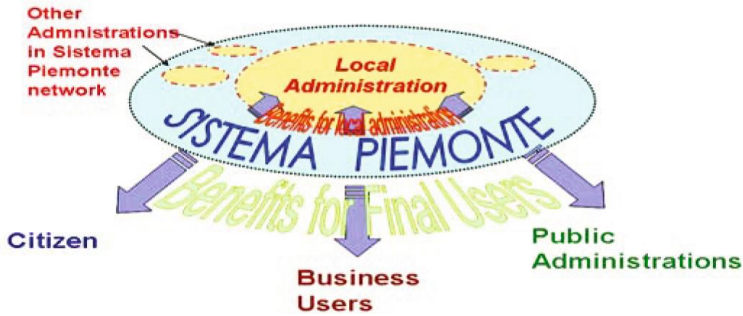 Other
Admnistrations
in Sistema
Piemonte
network
Local
Administration
Benefits for local administration
SISTEMA PIEMONTE
Benefits for Final Users
Citizen
Business
Users
Public
Administrations